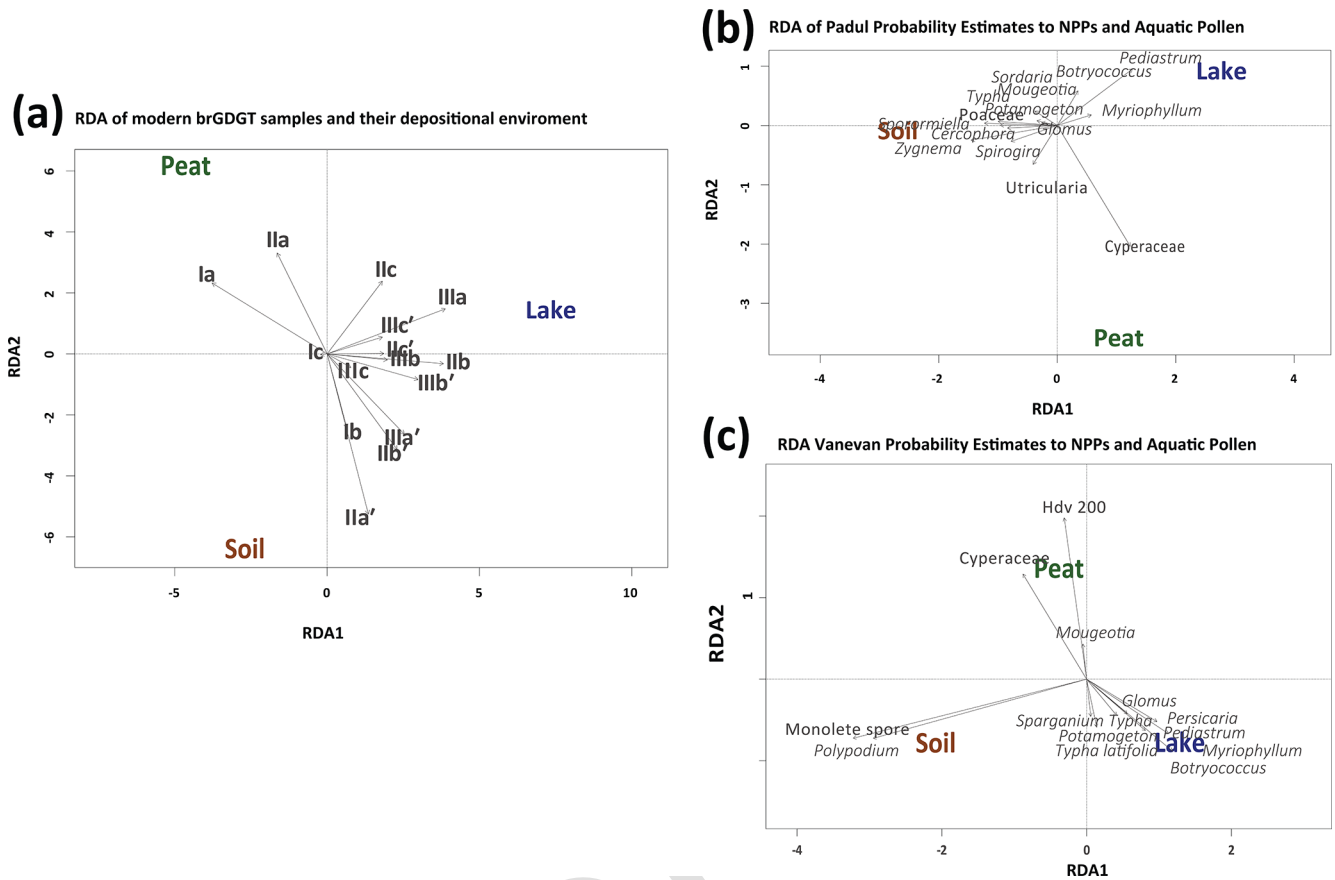 (a)
RDA of modern brGDGT samples and their depositional enviroment
Peat
IIa
Ia
IIc
IIIa
Lake
IIIc′
Ic
IIc′
IIIb
IIb
IIIc
IIIb′
Ib
IIIa′
IIb′
IIa′
Soil
6
4
2
0
-2
-4
-6
RDA2
-5
0
5
10
RDA1
(b)
RDA of Padul Probability Estimates to NPPs and Aquatic Pollen
Pediastrum
Lake
Botryococcus
Sordaria
Mougeotia
Typha
Potamogeton
Myriophyllum
Poaceae
Sporormiella
Soil
Glomus
Cercophora
Zygnema
Spirogira
Utricularia
Cyperaceae
Peat
1
0
-1
-2
-3
RDA2
-4
-2
0
2
4
RDA1
(c)
RDA Vanevan Probability Estimates to NPPs and Aquatic Pollen
Hdv 200
Cyperaceae
Peat
Mougeotia
Glomus
Sparganium
Typha
Persicaria
Monolete spore
Potamogeton
Pediastrum
Polypodium
Soil
Typha latifolia
Lake
Myriophyllum
Botryococcus
1
RDA2
-4
-2
0
2
RDA1